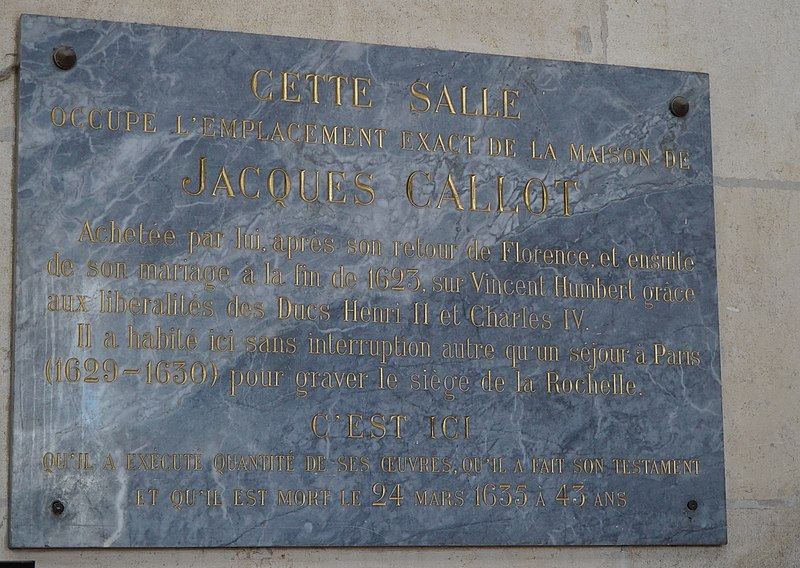 CETTE SALLE
OCCUPE L'EMPLACEMENT EXACT DE LA MAISON DE
JACQUES CALLOT
Achetée par lui, après son retour de Florence, et ensuite
de son mariage à la fin de 1623, sur Vincent Humbert grâce
aux libéralités des Ducs Henri II et Charles IV.
Il a habité ici sans interruption autre qu'un séjour à Paris
(1629-1630) pour graver le siège de la Rochelle.
C'EST ICI
QU'IL A EXÉCUTÉ QUANTITÉ DE SES ŒUVRES, QU'IL A FAIT SON TESTAMENT
ET QU'IL EST MORT LE 24 MARS 1635 À 43 ANS